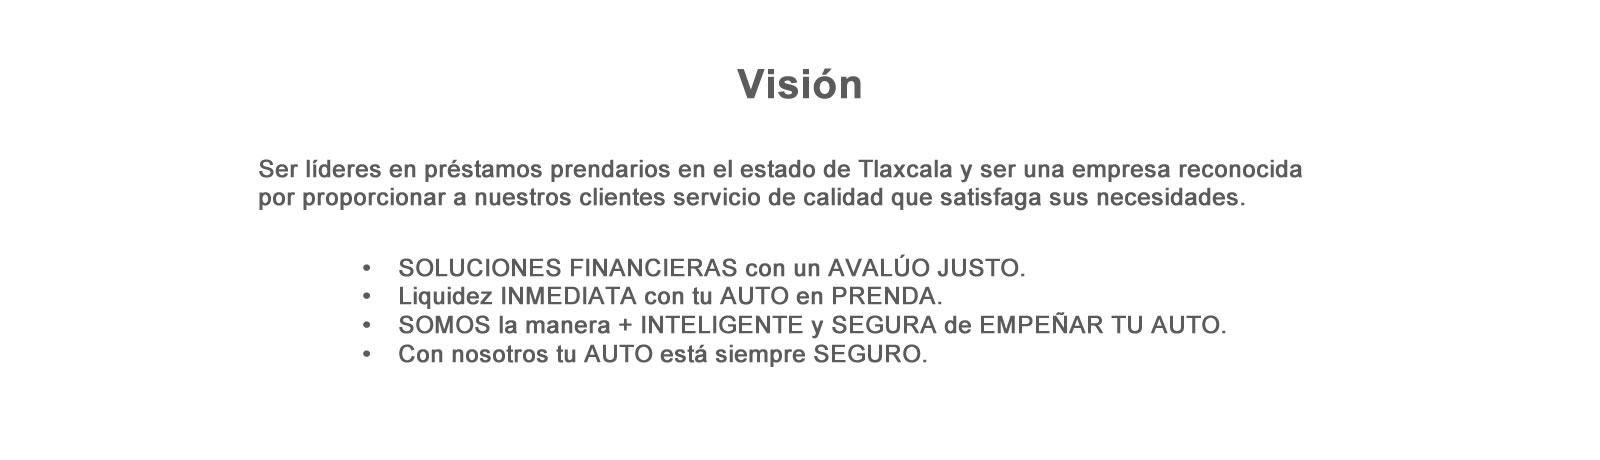 Visión
Ser líderes en préstamos prendarios en el estado de Tlaxcala y ser una empresa reconocida
por proporcionar a nuestros clientes servicio de calidad que satisfaga sus necesidades.
• SOLUCIONES FINANCIERAS con un AVALÚO JUSTO.
• Liquidez INMEDIATA con tu AUTO en PRENDA.
• SOMOS la manera + INTELIGENTE y SEGURA de EMPEÑAR TU AUTO.
• Con nosotros tu AUTO está siempre SEGURO.